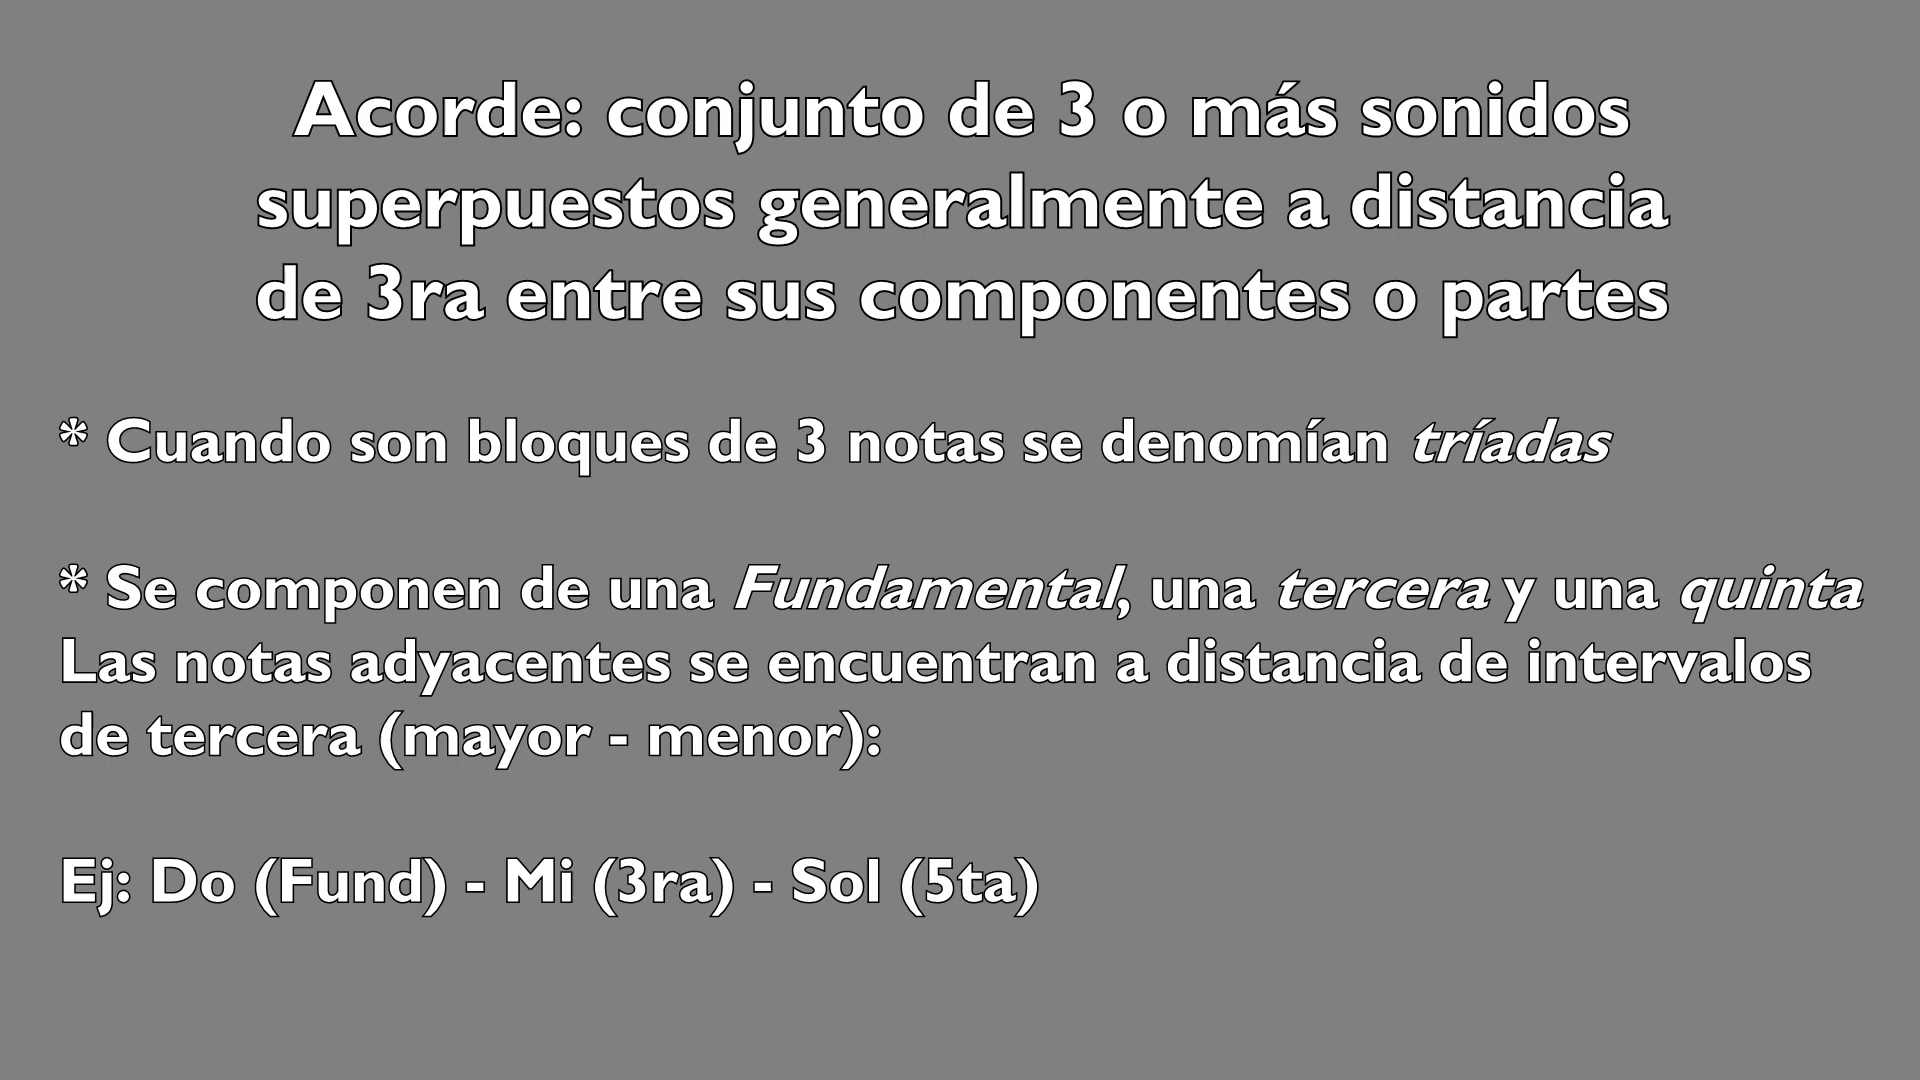 Acorde: conjunto de 3 o más sonidos
superpuestos generalmente a distancia
de 3ra entre sus componentes o partes
* Cuando son bloques de 3 notas se denomían tríadas
* Se componen de una Fundamental, una tercera y una quinta
Las notas adyacentes se encuentran a distancia de intervalos
de tercera (mayor - menor):
Ej: Do (Fund) - Mi (3ra) - Sol (5ta)